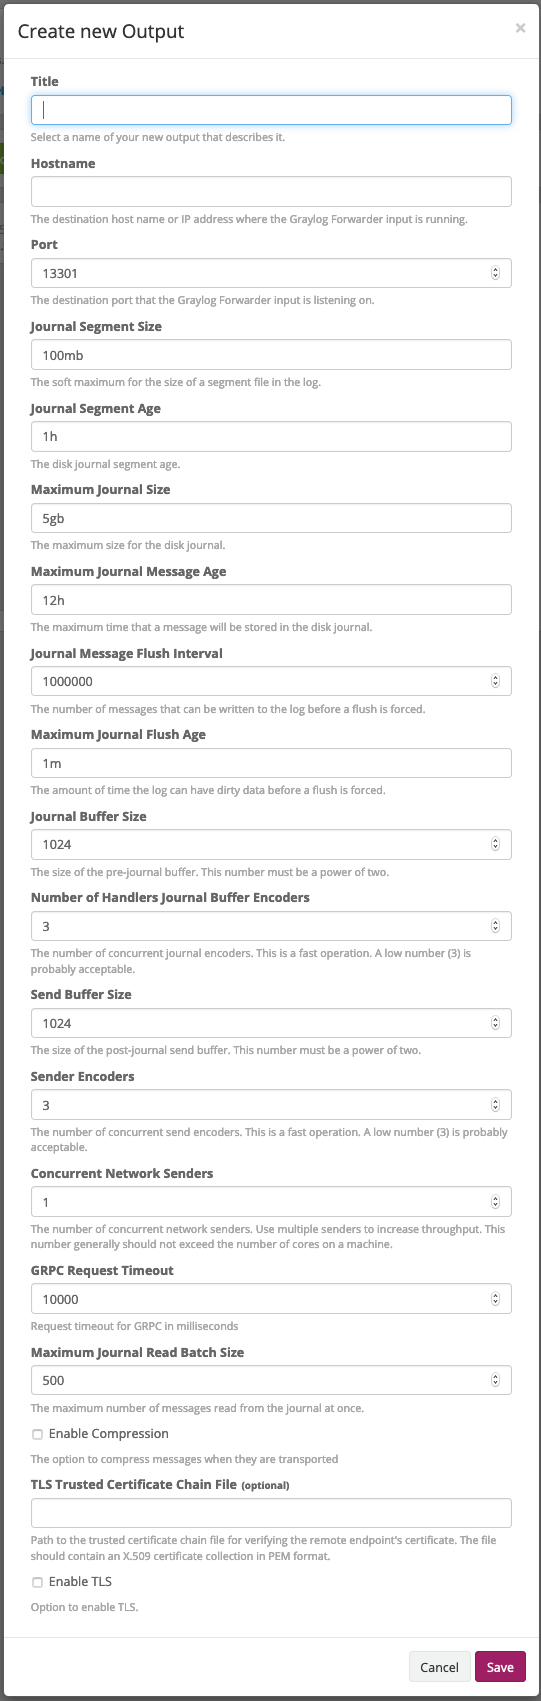 Create new Output
×
Title
Select a name of your new output that describes it.
Hostname
The destination host name or IP address where the Graylog Forwarder input is running.
Port
13301
The destination port that the Graylog Forwarder input is listening on.
Journal Segment Size
100mb
The soft maximum for the size of a segment file in the log.
Journal Segment Age
1h
The disk journal segment age.
Maximum Journal Size
5gb
The maximum size for the disk journal.
Maximum Journal Message Age
12h
The maximum time that a message will be stored in the disk journal.
Journal Message Flush Interval
1000000
The number of messages that can be written to the log before a flush is forced.
Maximum Journal Flush Age
1m
The amount of time the log can have dirty data before a flush is forced.
Journal Buffer Size
1024
The size of the pre-journal buffer. This number must be a power of two.
Number of Handlers Journal Buffer Encoders
3
The number of concurrent journal encoders. This is a fast operation. A low number (3) is
probably acceptable.
Send Buffer Size
1024
The size of the post-journal send buffer. This number must be a power of two.
Sender Encoders
3
The number of concurrent send encoders. This is a fast operation. A low number (3) is probably
acceptable.
Concurrent Network Senders
1
The number of concurrent network senders. Use multiple senders to increase throughput. This
number generally should not exceed the number of cores on a machine.
GRPC Request Timeout
10000
Request timeout for GRPC in milliseconds
Maximum Journal Read Batch Size
500
The maximum number of messages read from the journal at once.
Enable Compression
The option to compress messages when they are transported
TLS Trusted Certificate Chain File (optional)
Path to the trusted certificate chain file for verifying the remote endpoint's certificate. The file
should contain an X.509 certificate collection in PEM format.
Enable TLS
Option to enable TLS.
Cancel Save